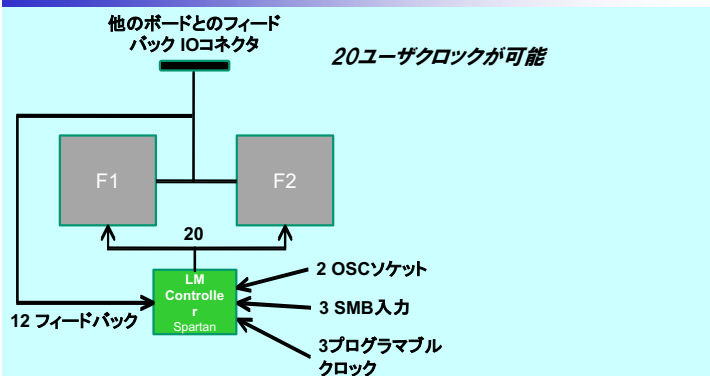 他のボードとのフィード
バック IOコネクタ
20ユーザクロックが可能
F1
F2
20
LM
Controlle
r
Spartan
2 OSCソケット
3 SMB入力
12 フィードバック
3プログラマブル
クロック